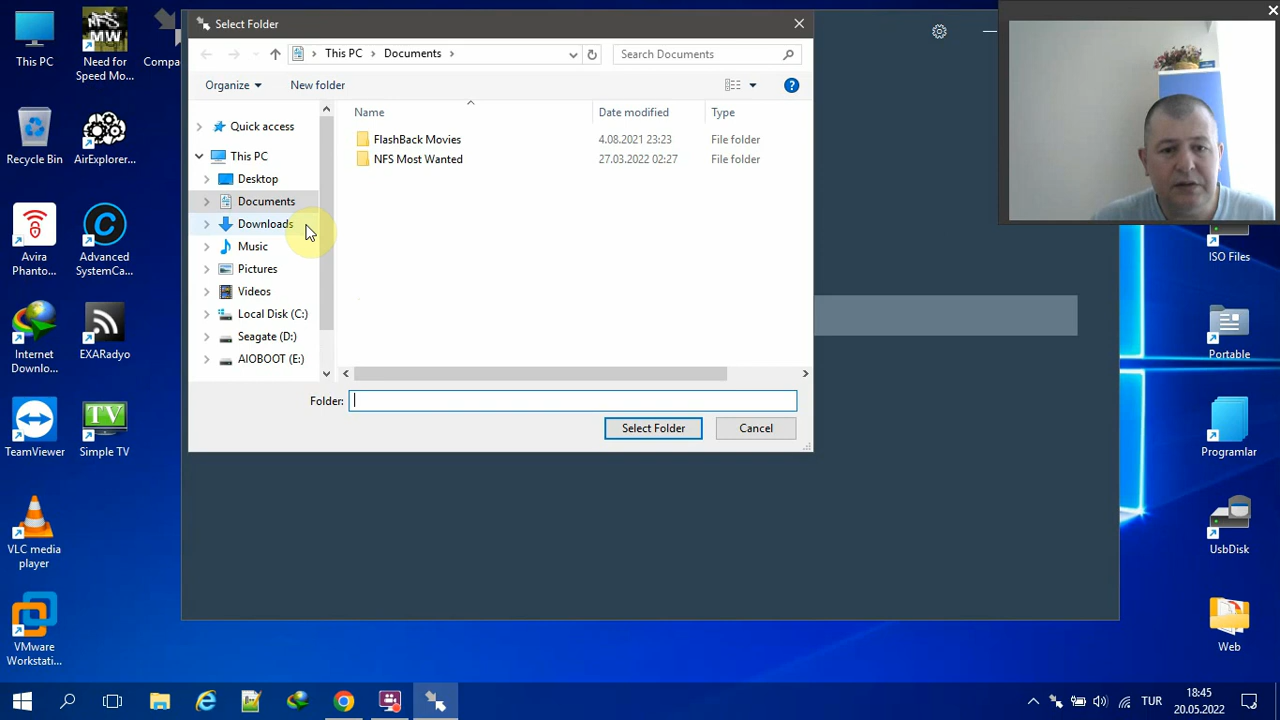 This PC
NFS
MW
Need for
Speed Mo...
Compa
Recycle Bin
AirExplorer...
Avira
Phanto...
Advanced
SystemCa...
Internet
Downlo...
EXARadyo
TeamViewer
TV
Simple TV
VLC media
player
VMware
Workstati...
Select Folder
This PC > Documents >
Search Documents
Organize
New folder
Name
Date modified
Type
FlashBack Movies
4.08.2021 23:23
File folder
NFS Most Wanted
27.03.2022 02:27
File folder
Quick access
This PC
Desktop
Documents
Downloads
Music
Pictures
Videos
Local Disk (C:)
Seagate (D:)
AIOBOOT (E:)
Folder:
Select Folder
Cancel
ISO Files
Portable
Programlar
UsbDisk
Web
TUR
18:45
20.05.2022